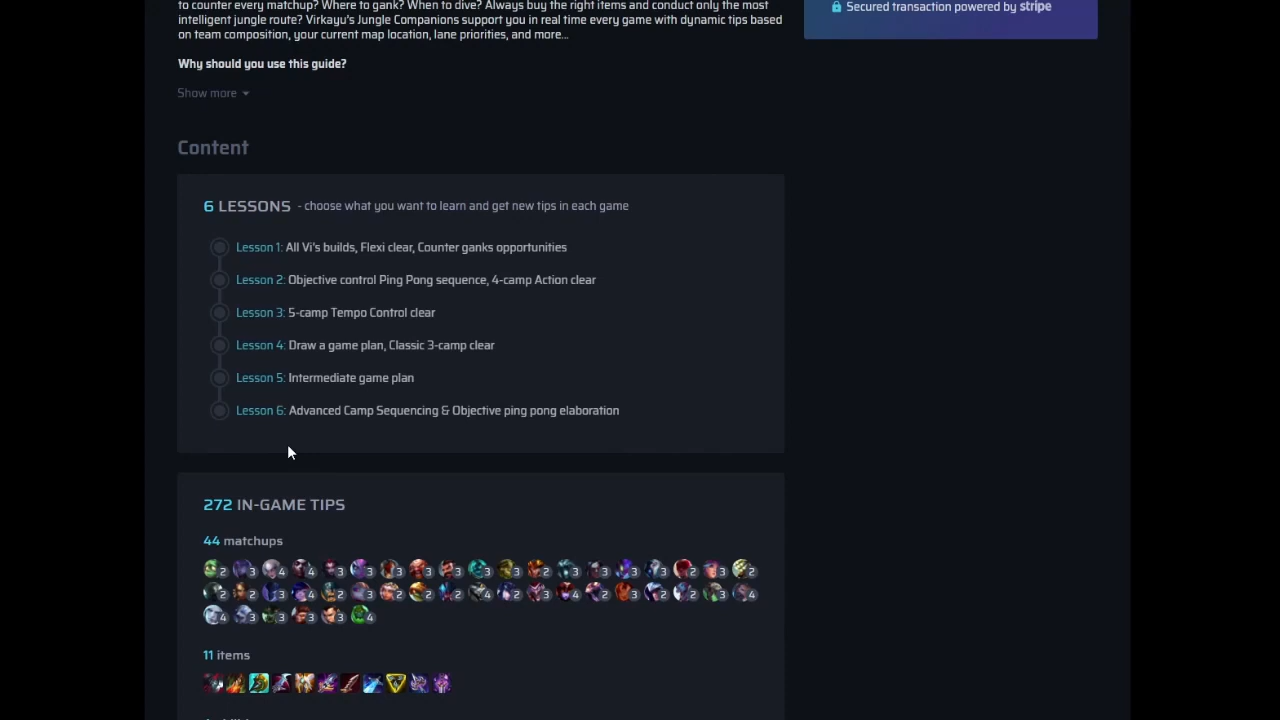 to counter every matchup? Where to gank? When to dive? Always buy the right items and conduct only the most
intelligent jungle route? Virkayu's Jungle Companions support you in real time every game with dynamic tips based
on team composition, your current map location, lane priorities, and more...
Secured transaction powered by stripe
Why should you use this guide?
Show more
Content
6 LESSONS - choose what you want to learn and get new tips in each game
Lesson 1: All Vi's builds, Flexi clear, Counter ganks opportunities
Lesson 2: Objective control Ping Pong sequence, 4-camp Action clear
Lesson 3: 5-camp Tempo Control clear
Lesson 4: Draw a game plan, Classic 3-camp clear
Lesson 5: Intermediate game plan
Lesson 6: Advanced Camp Sequencing & Objective ping pong elaboration
272 IN-GAME TIPS
44 matchups
2 3 4 4 3 3 3 3 3 3 3 2 3 3 3 3 2 3 2
2 2 3 4 2 3 2 2 2 4 2 3 4 2 3 2 2 3 4
4 3 3 3 3 4
11 items